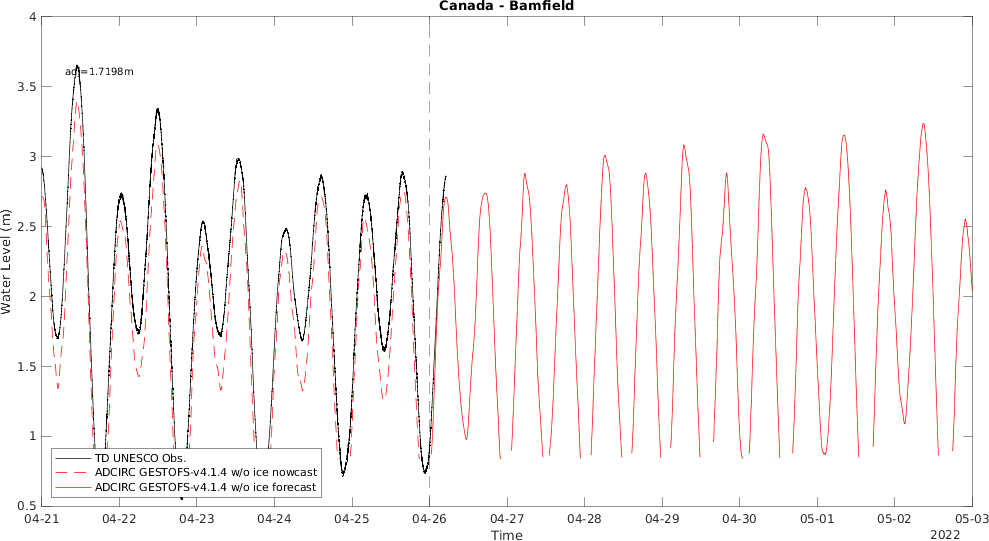 Canada - Bamfield
4
3.5
3
2.5
2
1.5
1
0.5
Water Level (m)
adj=1.7198m
TD UNESCO Obs.
ADCIRC GESTOFS-v4.1.4 w/o ice nowcast
ADCIRC GESTOFS-v4.1.4 w/o ice forecast
04-21 04-22 04-23 04-24 04-25 04-26 04-27 04-28 04-29 04-30 05-01 05-02 05-03
Time
2022